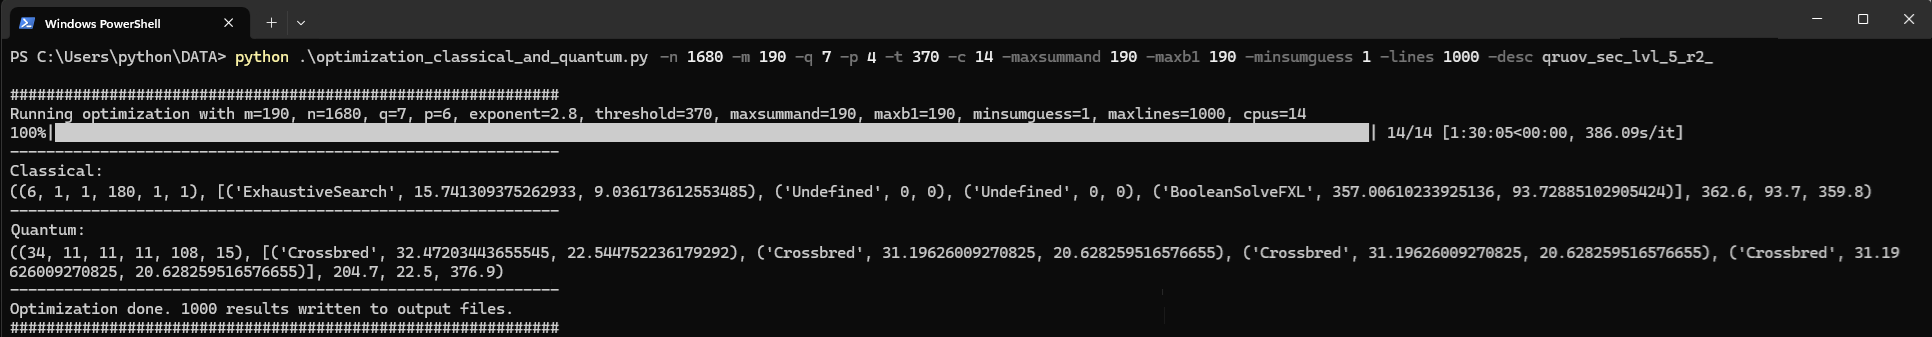 Windows PowerShell
PS C:\Users\python\DATA> python .\optimization_classical_and_quantum.py -n 1680 -m 190 -q 7 -p 4 -t 370 -c 14 -maxsummand 190 -maxb1 190 -minsumguess 1 -lines 1000 -desc qruov_sec_lvl_5_r2_
#############################################################
Running optimization with m=190, n=1680, q=7, p=6, exponent=2.8, threshold=370, maxsummand=190, maxb1=190, minsumguess=1, maxlines=1000, cpus=14
100%| | 14/14 [1:30:05<00:00, 386.09s/it]
-------------------------------------------------------------
Classical:
((6, 1, 1, 180, 1, 1), [('ExhaustiveSearch', 15.741309375262933, 9.036173612553485), ('Undefined', 0, 0), ('Undefined', 0, 0), ('BooleanSolveFXL', 357.00610233925136, 93.72885102905424)], 362.6, 93.7, 359.8)
-------------------------------------------------------------
Quantum:
((34, 11, 11, 11, 108, 15), [('Crossbred', 32.47203443655545, 22.544752236179292), ('Crossbred', 31.19626009270825, 20.628259516576655), ('Crossbred', 31.19626009270825, 20.628259516576655), ('Crossbred', 31.19
626009270825, 20.628259516576655)], 204.7, 22.5, 376.9)
-------------------------------------------------------------
Optimization done. 1000 results written to output files.
#############################################################